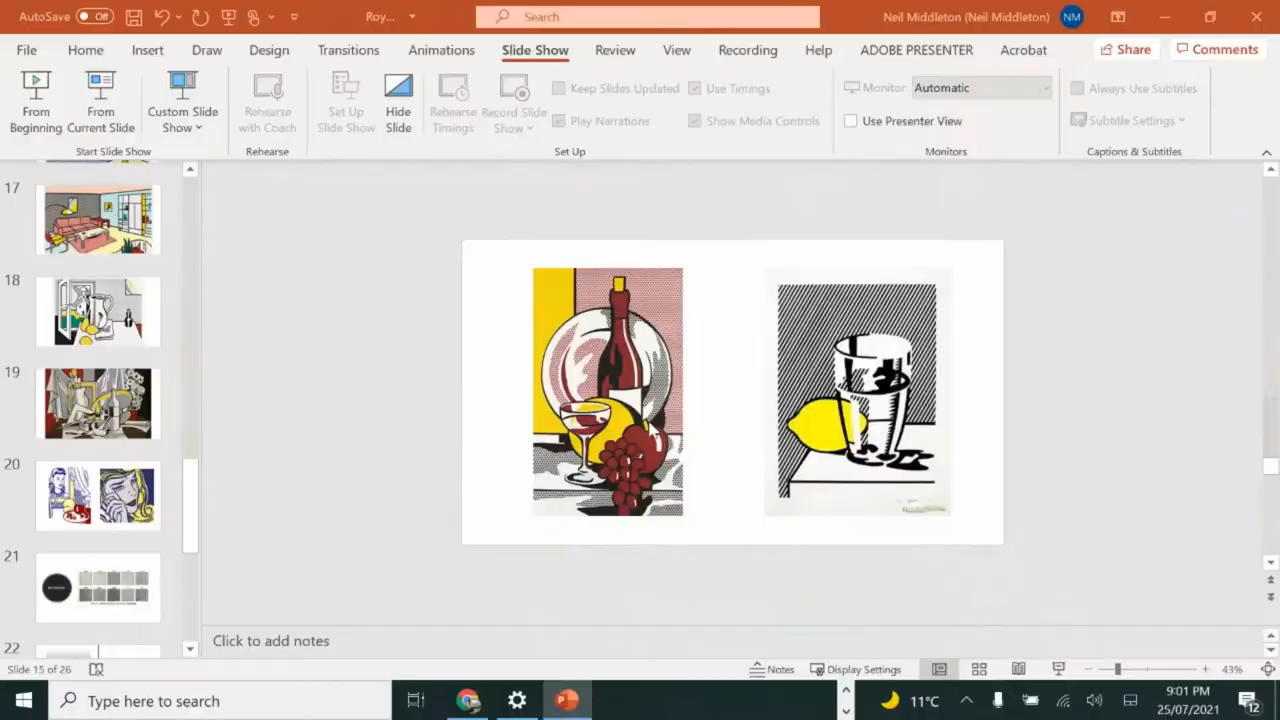 AutoSave Off Roy... Search Neil Middleton (Neil Middleton) NM
File Home Insert Draw Design Transitions Animations Slide Show Review View Recording Help ADOBE PRESENTER Acrobat Share Comments
From Beginning
From Current Slide
Custom Slide Show
Rehearse with Coach
Set Up Slide Show
Hide Slide
Rehearse Timings
Record Slide Show
Keep Slides Updated
Play Narrations
Use Timings
Show Media Controls
Monitor: Automatic
Use Presenter View
Always Use Subtitles
Subtitle Settings
Start Slide Show Rehearse Set Up Monitors Captions & Subtitles
17
18
19
20
21
22
Click to add notes
Slide 15 of 26 Notes Display Settings 43%
Type here to search 11°C 9:01 PM
25/07/2021 12